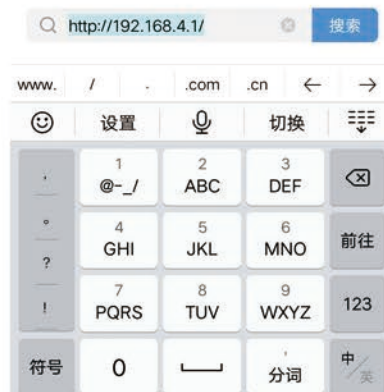 http://192.168.4.1/ 搜索
www. / . .com .cn ← →
设置 切换
, 1 2 3
@-_/ ABC DEF
。 4 5 6 前往
? GHI JKL MNO
! 7 8 9 123
PQRS TUV WXYZ
符号 0 ' 分词 中/英